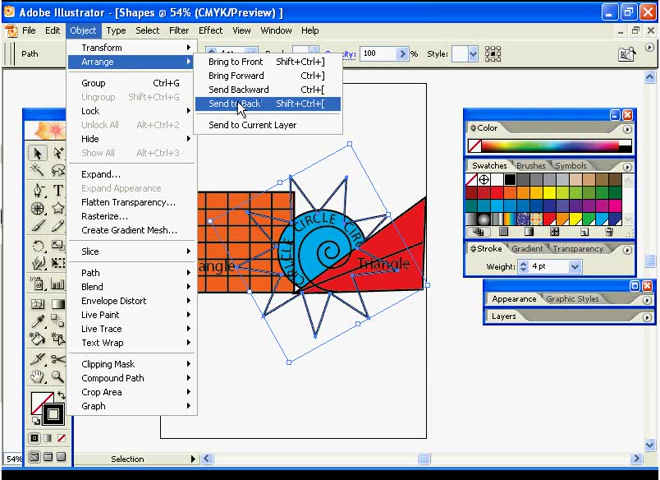 Adobe Illustrator - [Shapes @ 54% (CMYK/Preview) ]
File Edit Object Type Select Filter Effect View Window Help
Path
Opacity: 100 % Style:
Transform
Arrange
Group Ctrl+G
Ungroup Shift+Ctrl+G
Lock
Unlock All Alt+Ctrl+2
Hide
Show All Alt+Ctrl+3
Expand...
Expand Appearance
Flatten Transparency...
Rasterize...
Create Gradient Mesh...
Slice
Path
Blend
Envelope Distort
Live Paint
Live Trace
Text Wrap
Clipping Mask
Compound Path
Crop Area
Graph
Bring to Front Shift+Ctrl+]
Bring Forward Ctrl+]
Send Backward Ctrl+[
Send to Back Shift+Ctrl+[
Send to Current Layer
CIRCLE
angle
Triangle
Color
Swatches Brushes Symbols
Stroke Gradient Transparency
Weight: 4 pt
Appearance Graphic Styles
Layers
54%
Selection